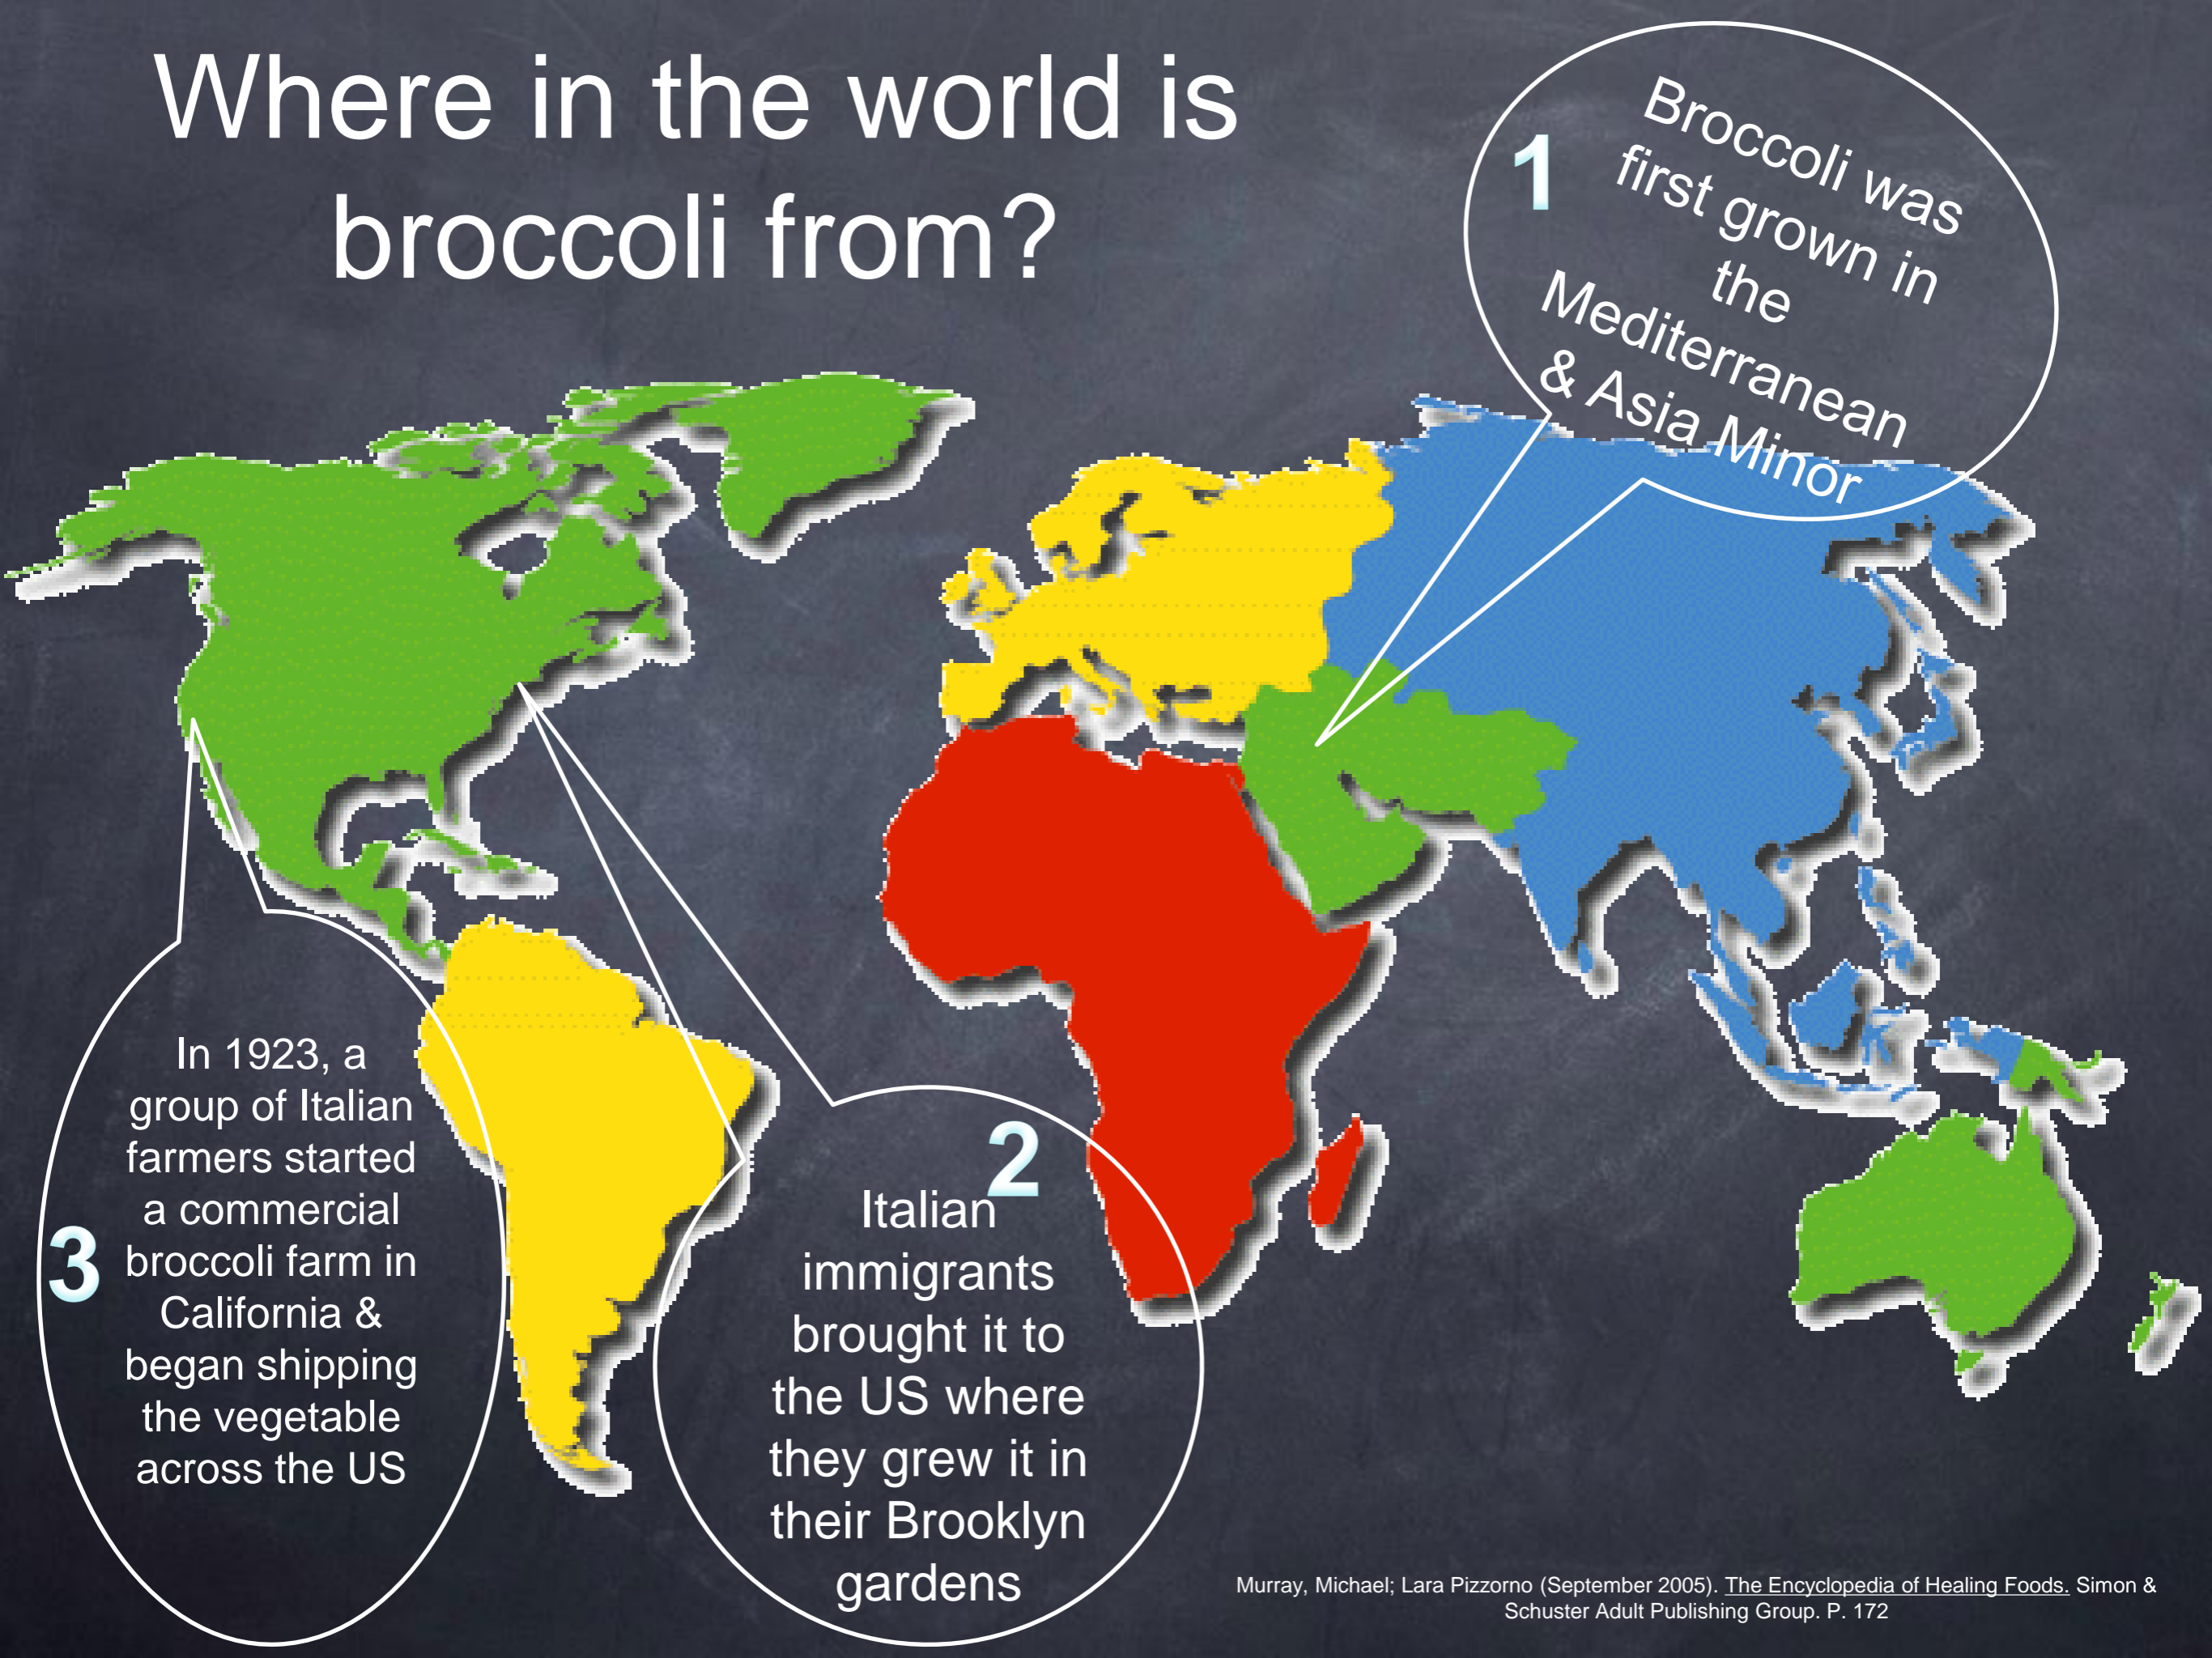 Where in the world is
broccoli from?
1
Broccoli was
first grown in
the
Mediterranean
& Asia Minor
2
Italian
immigrants
brought it to
the US where
they grew it in
their Brooklyn
gardens
3
In 1923, a
group of Italian
farmers started
a commercial
broccoli farm in
California &
began shipping
the vegetable
across the US
Murray, Michael; Lara Pizzorno (September 2005). The Encyclopedia of Healing Foods. Simon &
Schuster Adult Publishing Group. P. 172